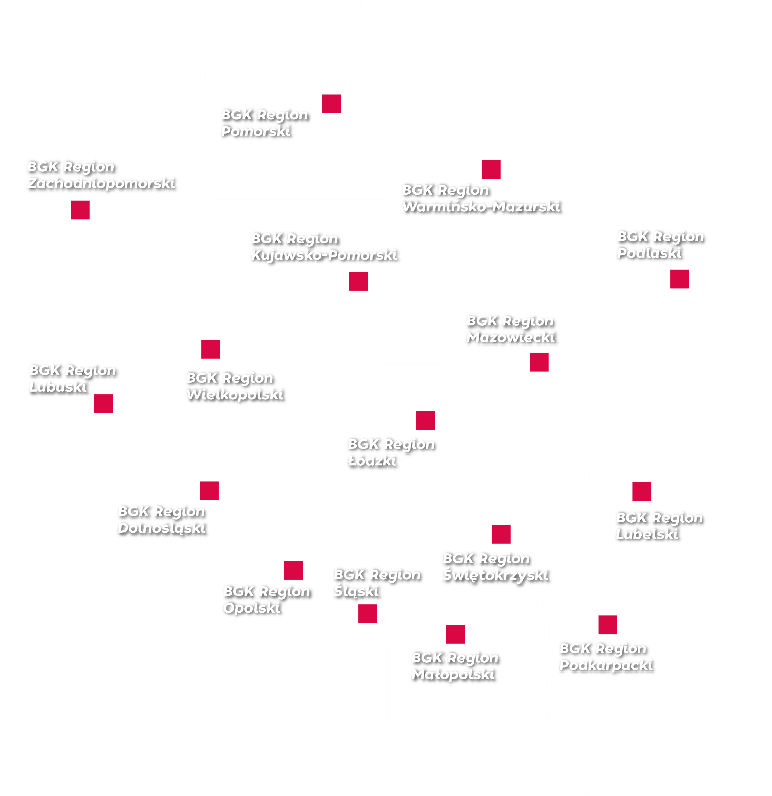 BGK Region
Pomorski
BGK Region
Zachodniopomorski
BGK Region
Warmińsko-Mazurski
BGK Region
Kujawsko-Pomorski
BGK Region
Podlaski
BGK Region
Mazowiecki
BGK Region
Lubuski
BGK Region
Wielkopolski
BGK Region
Łódzki
BGK Region
Dolnośląski
BGK Region
Lubelski
BGK Region
Świętokrzyski
BGK Region
Śląski
BGK Region
Opolski
BGK Region
Podkarpacki
BGK Region
Małopolski